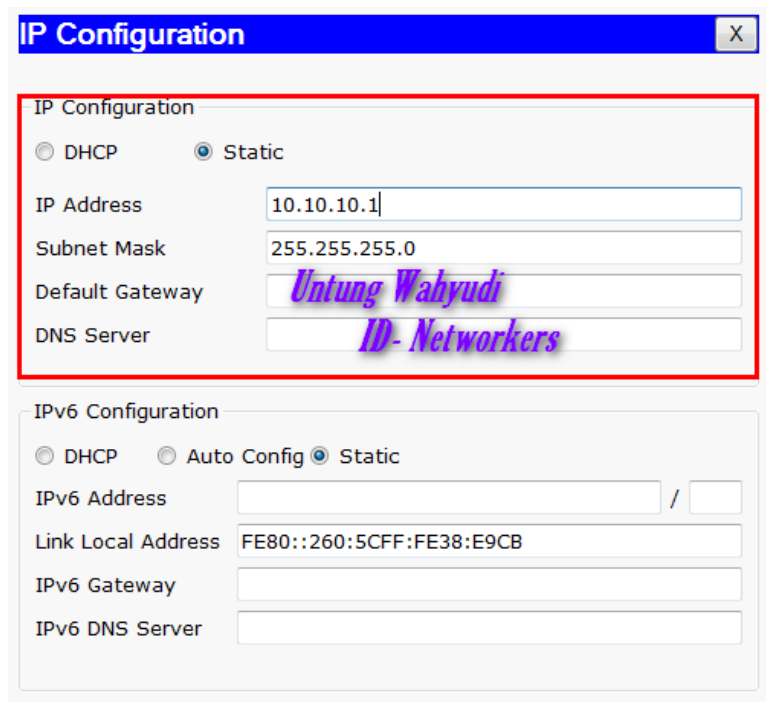 IP Configuration X
IP Configuration
DHCP Static
IP Address 10.10.10.1
Subnet Mask 255.255.255.0
Default Gateway Untung Wahyudi
DNS Server ID- Networkers
IPv6 Configuration
DHCP Auto Config Static
IPv6 Address /
Link Local Address FE80::260:5CFF:FE38:E9CB
IPv6 Gateway
IPv6 DNS Server